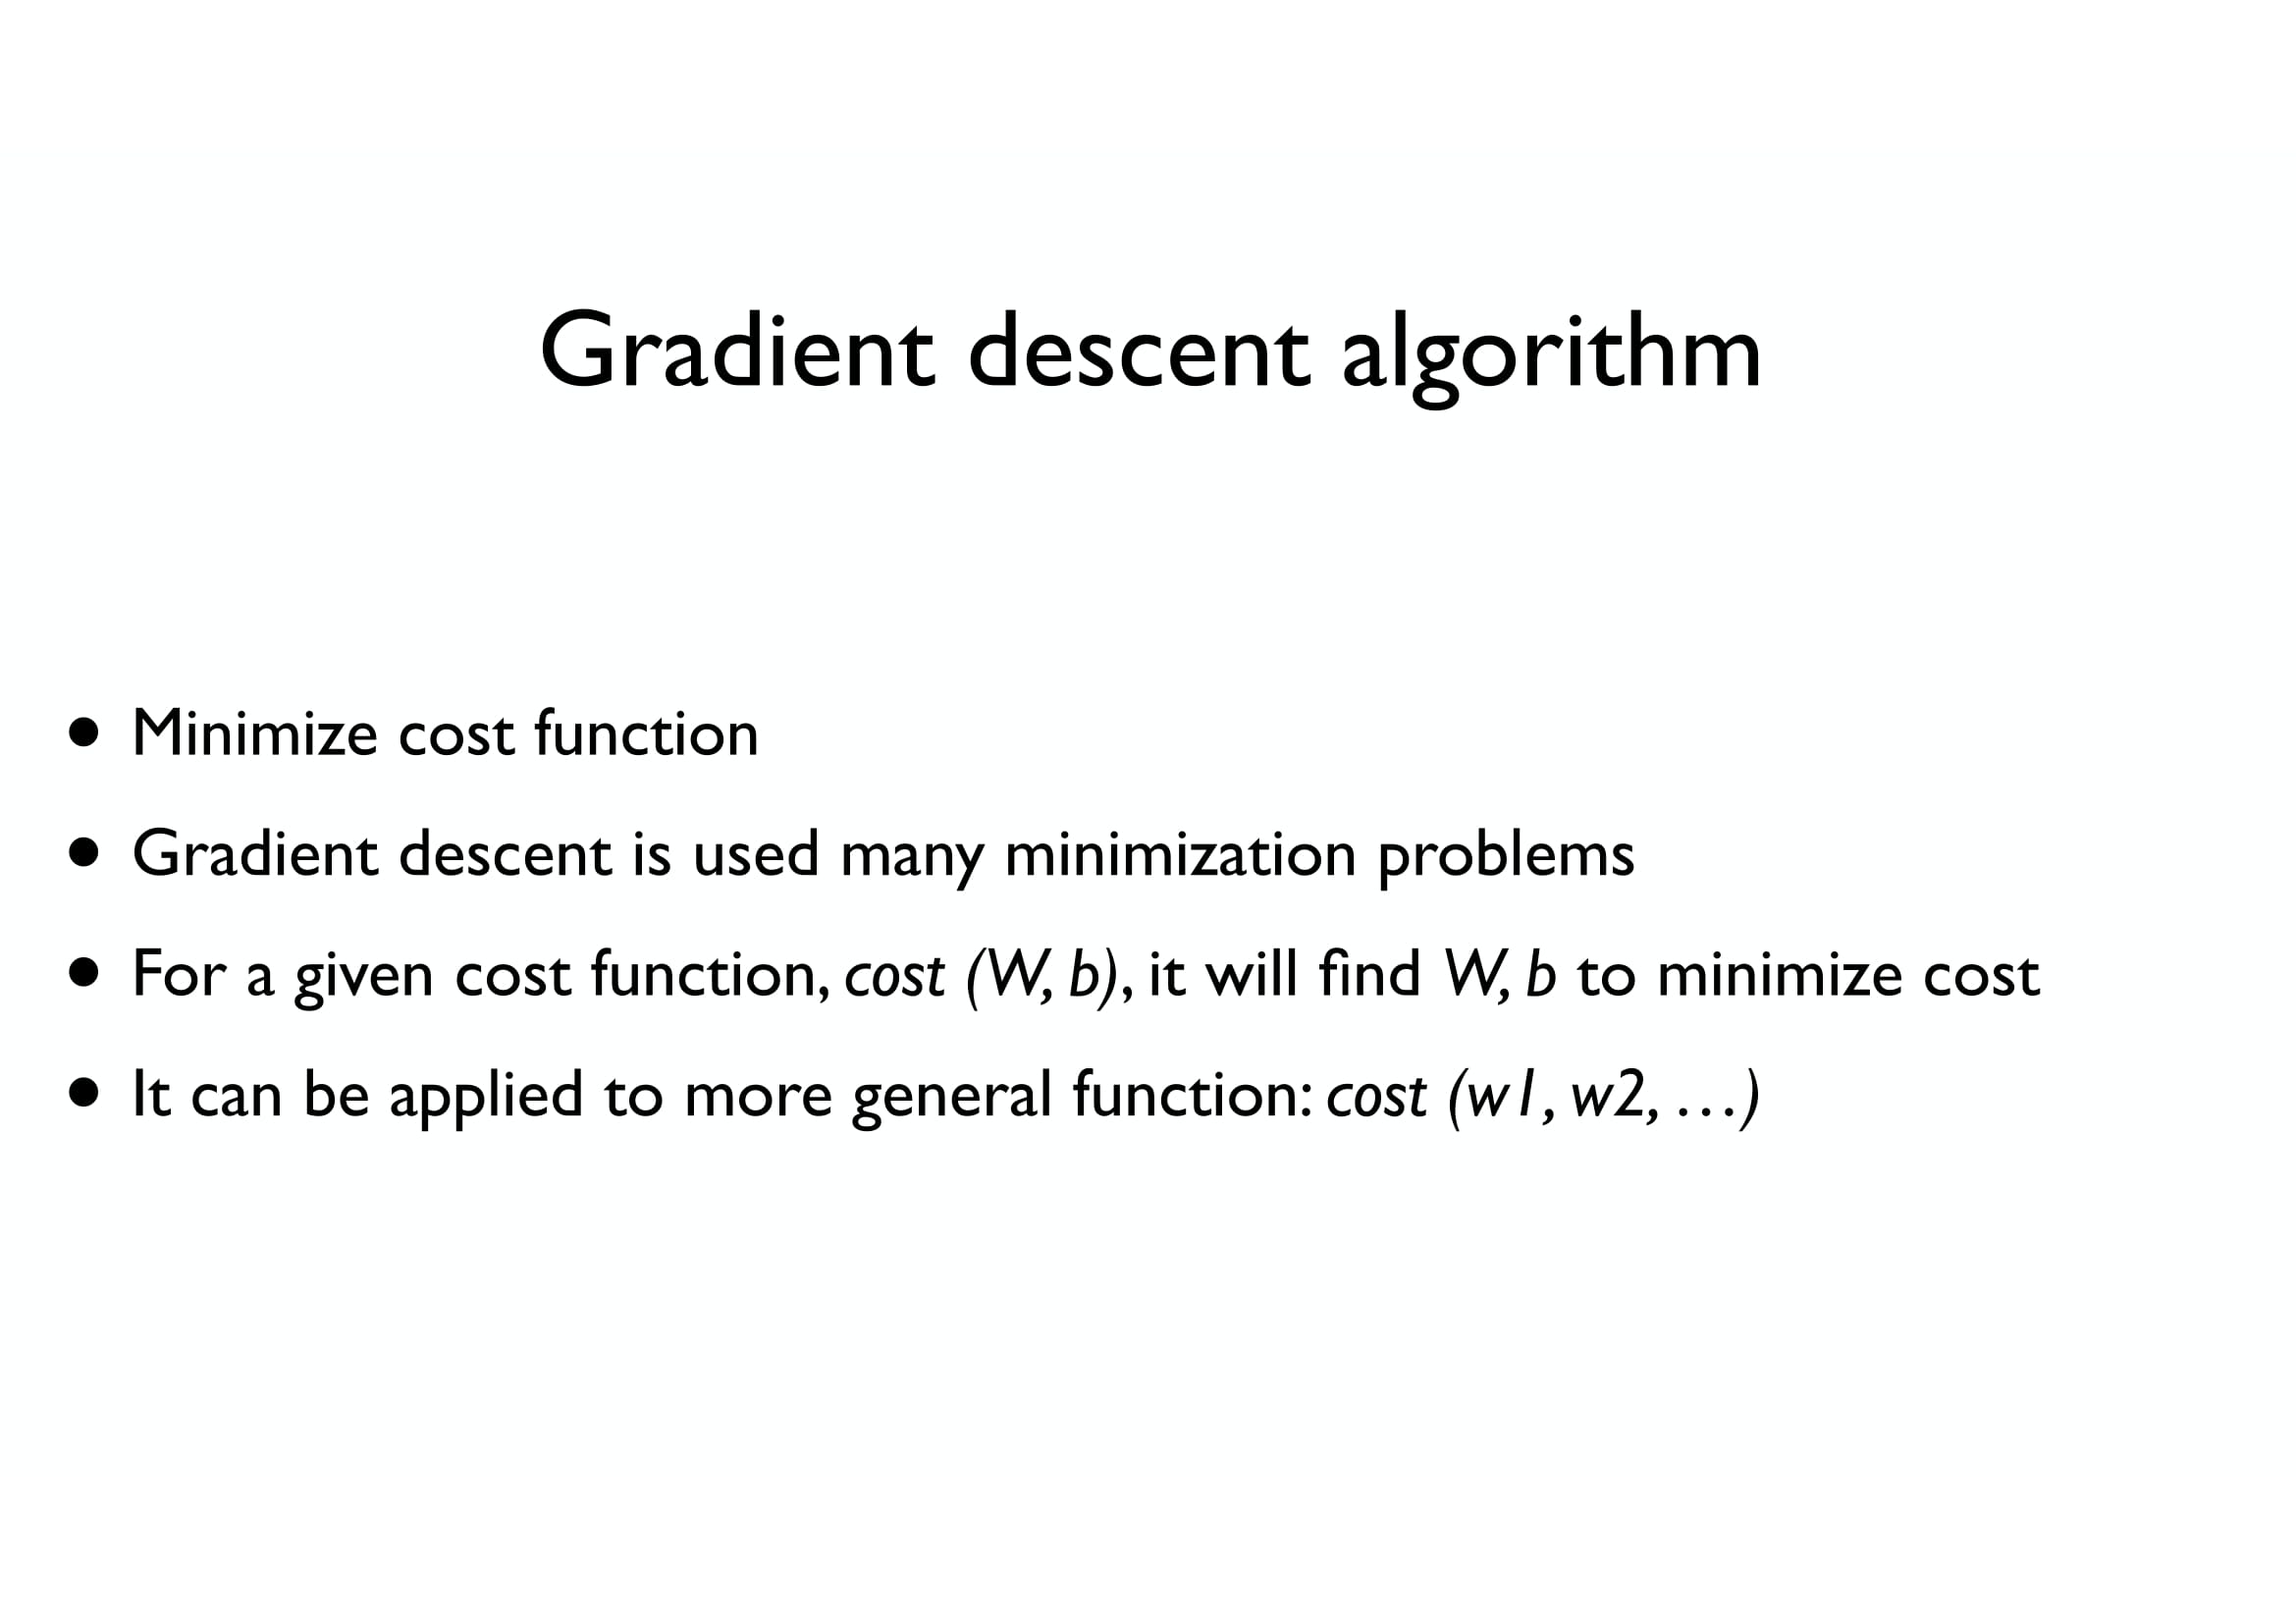 Gradient descent algorithm
• Minimize cost function
• Gradient descent is used many minimization problems
• For a given cost function, cost (W, b), it will find W, b to minimize cost
• It can be applied to more general function: cost (w1, w2, …)